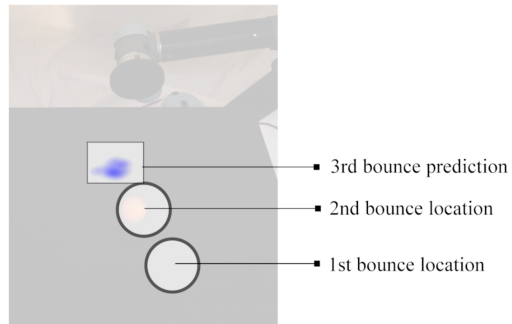 3rd bounce prediction
2nd bounce location
1st bounce location